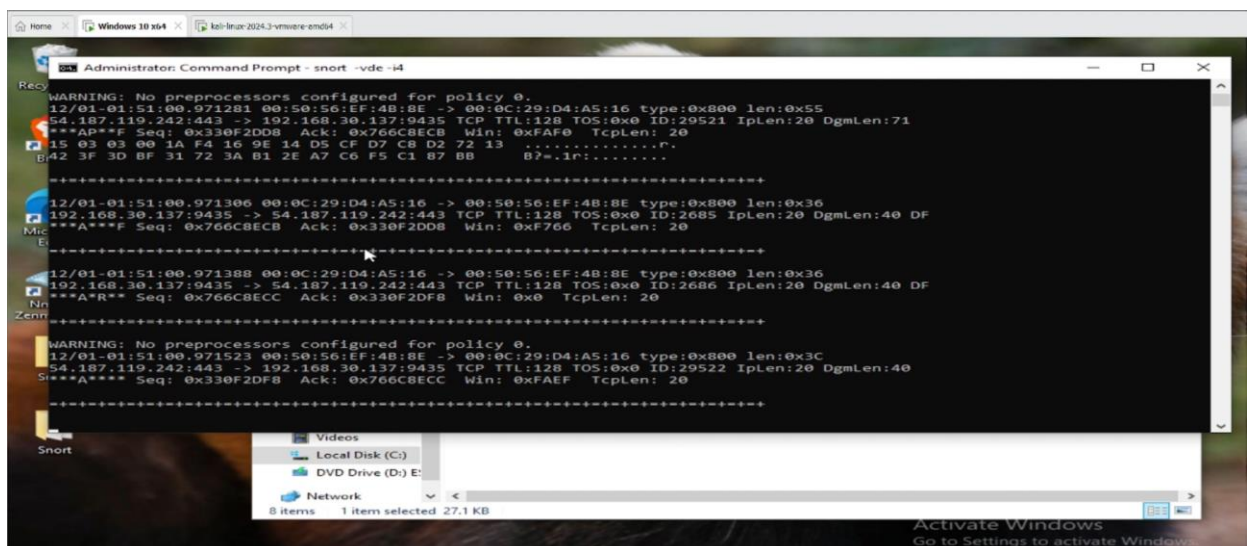 Home
Windows 10 x64
kali-linux-2024.3-vmware-amd64
Administrator: Command Prompt - snort -vde -i4
WARNING: No preprocessors configured for policy 0.
12/01-01:51:00.971281 00:50:56:EF:4B:8E -> 00:0C:29:D4:A5:16 type:0x800 len:0x55
54.187.119.242:443 -> 192.168.30.137:9435 TCP TTL:128 TOS:0x0 ID:29521 IpLen:20 DgmLen:71
***AP**F Seq: 0x330F2DD8 Ack: 0x766C8ECB Win: 0xFAF0 TcpLen: 20
15 03 03 00 1A F4 16 9E 14 D5 CF D7 C8 D2 72 13 ..............r.
42 3F 3D BF 31 72 3A B1 2E A7 C6 F5 C1 87 BB B?=.1r:........
=+=+=+=+=+=+=+=+=+=+=+=+=+=+=+=+=+=+=+=+=+=+=+=+=+=+=+=+=+=+=+=+=+=+=+=+=+
12/01-01:51:00.971306 00:0C:29:D4:A5:16 -> 00:50:56:EF:4B:8E type:0x800 len:0x36
192.168.30.137:9435 -> 54.187.119.242:443 TCP TTL:128 TOS:0x0 ID:2685 IpLen:20 DgmLen:40 DF
***A***F Seq: 0x766C8ECB Ack: 0x330F2DD8 Win: 0xF766 TcpLen: 20
=+=+=+=+=+=+=+=+=+=+=+=+=+=+=+=+=+=+=+=+=+=+=+=+=+=+=+=+=+=+=+=+=+=+=+=+=+
12/01-01:51:00.971388 00:0C:29:D4:A5:16 -> 00:50:56:EF:4B:8E type:0x800 len:0x36
192.168.30.137:9435 -> 54.187.119.242:443 TCP TTL:128 TOS:0x0 ID:2686 IpLen:20 DgmLen:40 DF
***A*R** Seq: 0x766C8ECC Ack: 0x330F2DF8 Win: 0x0 TcpLen: 20
=+=+=+=+=+=+=+=+=+=+=+=+=+=+=+=+=+=+=+=+=+=+=+=+=+=+=+=+=+=+=+=+=+=+=+=+=+
WARNING: No preprocessors configured for policy 0.
12/01-01:51:00.971523 00:50:56:EF:4B:8E -> 00:0C:29:D4:A5:16 type:0x800 len:0x3C
54.187.119.242:443 -> 192.168.30.137:9435 TCP TTL:128 TOS:0x0 ID:29522 IpLen:20 DgmLen:40
***A**** Seq: 0x330F2DF8 Ack: 0x766C8ECC Win: 0xFAEF TcpLen: 20
=+=+=+=+=+=+=+=+=+=+=+=+=+=+=+=+=+=+=+=+=+=+=+=+=+=+=+=+=+=+=+=+=+=+=+=+=+
Snort
Videos
Local Disk (C:)
DVD Drive (D:)
Network
8 items 1 item selected 27.1 KB
Activate Windows
Go to Settings to activate Windows.